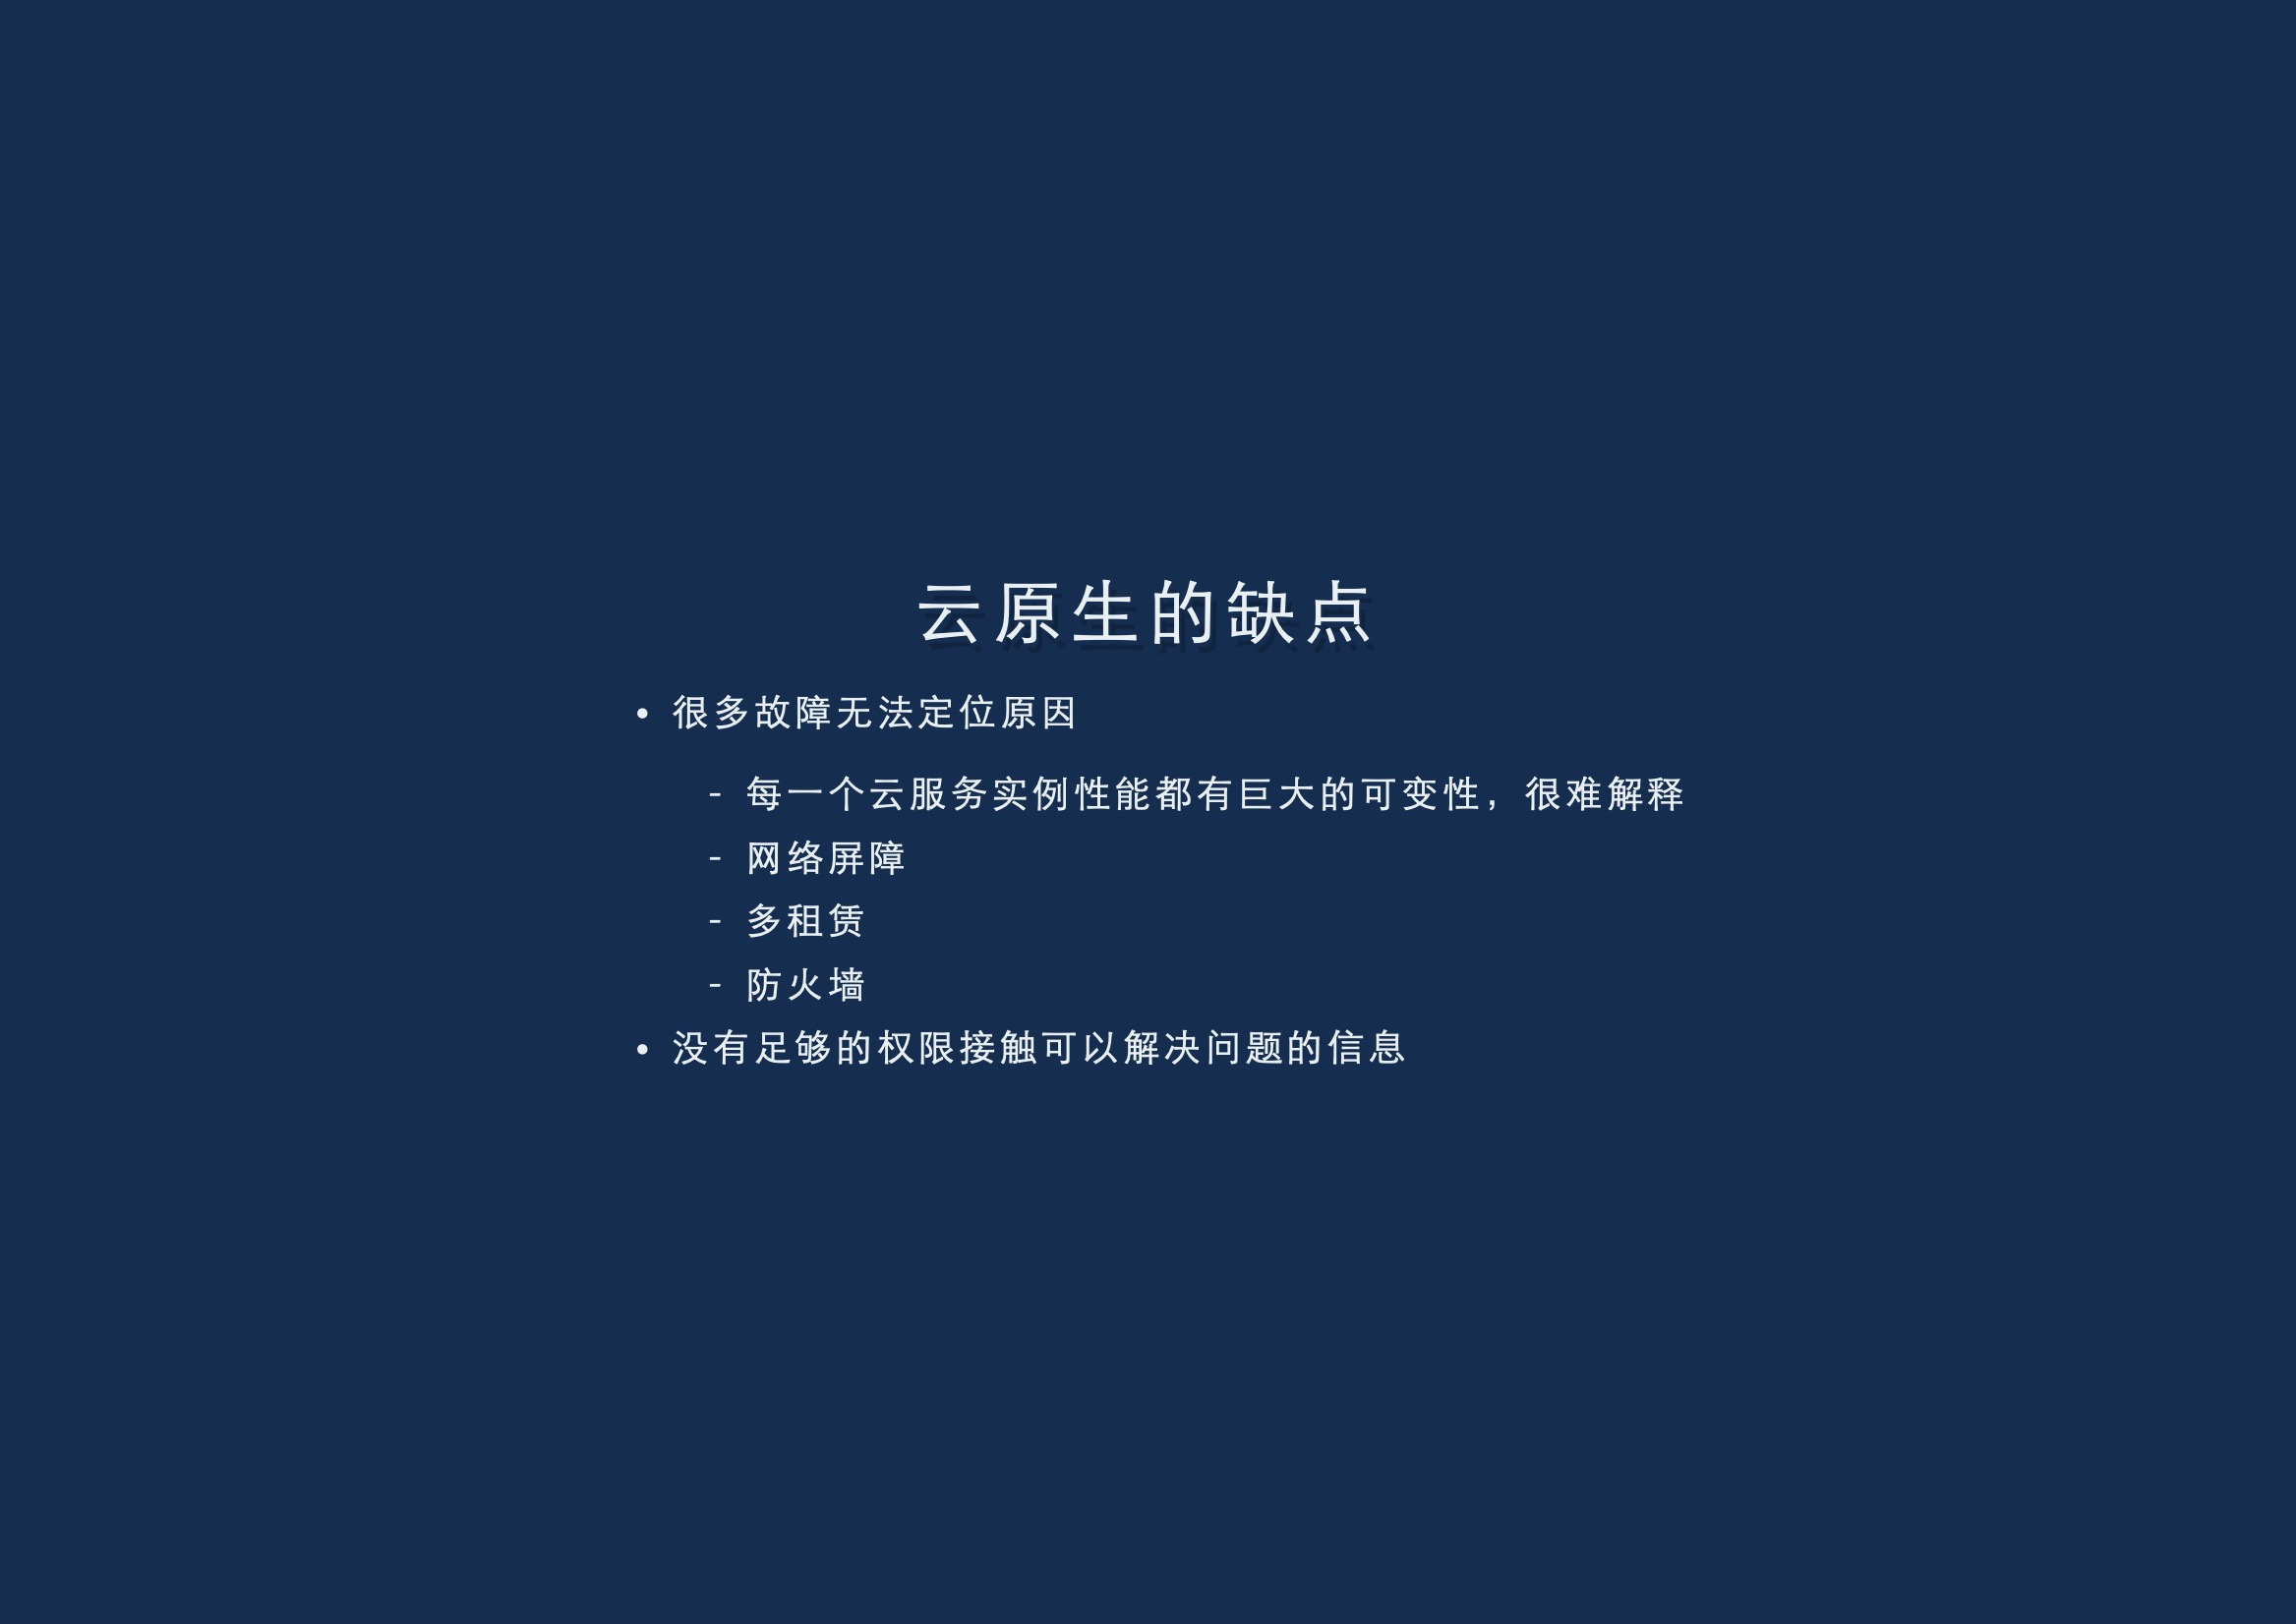 云原生的缺点
• 很多故障无法定位原因
- 每一个云服务实例性能都有巨大的可变性，很难解释
- 网络屏障
- 多租赁
- 防火墙
• 没有足够的权限接触可以解决问题的信息